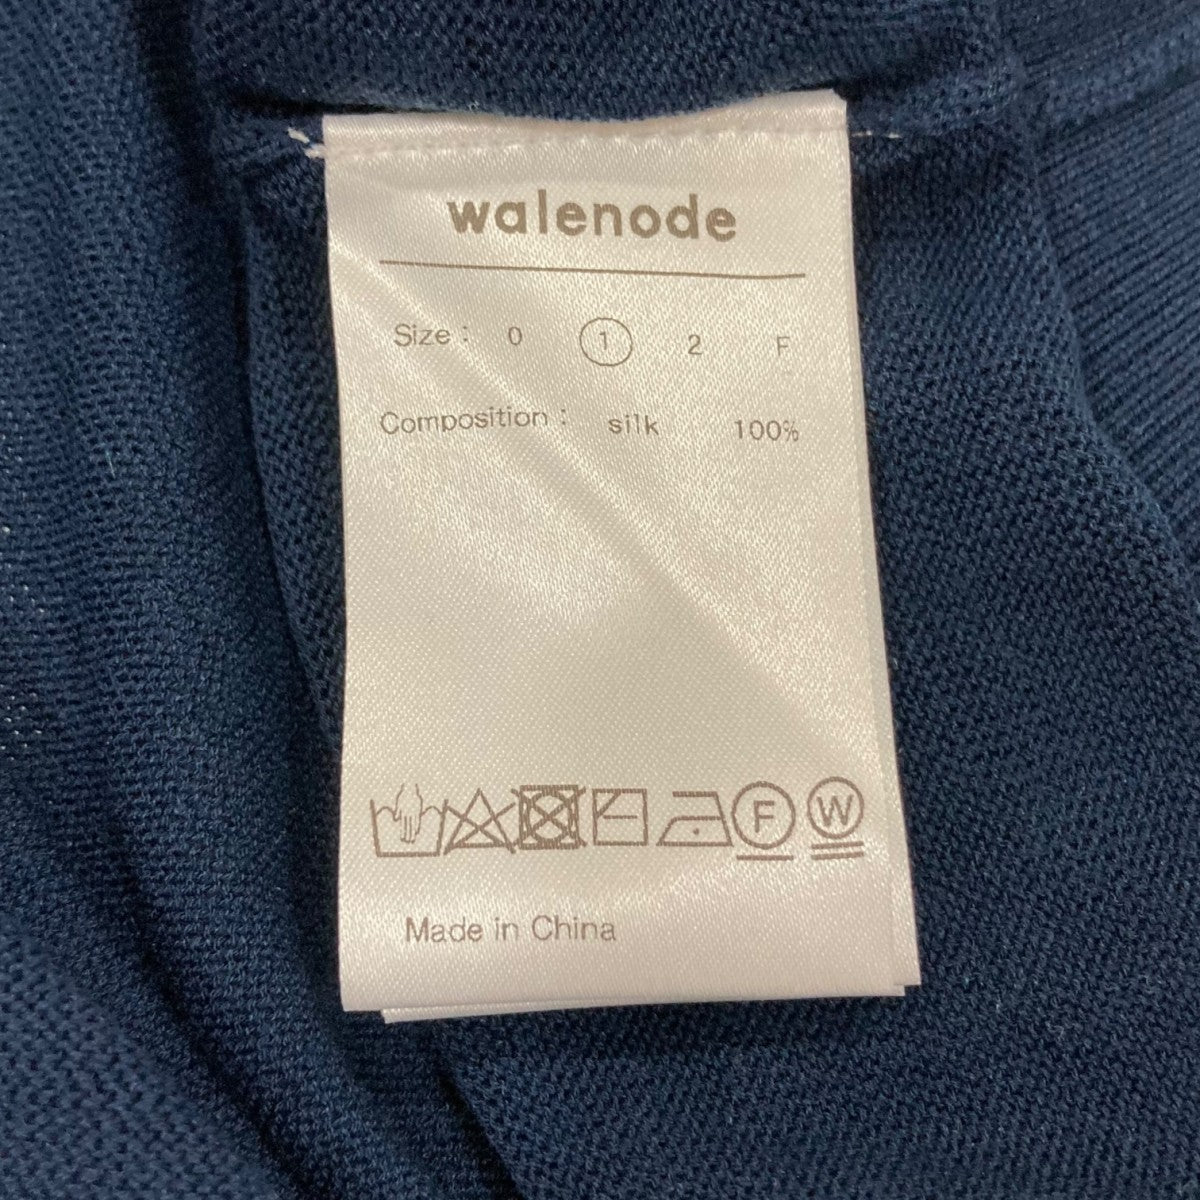 walenode
Size : 0 1 2 F
Composition : silk 100%
F W
Made in China